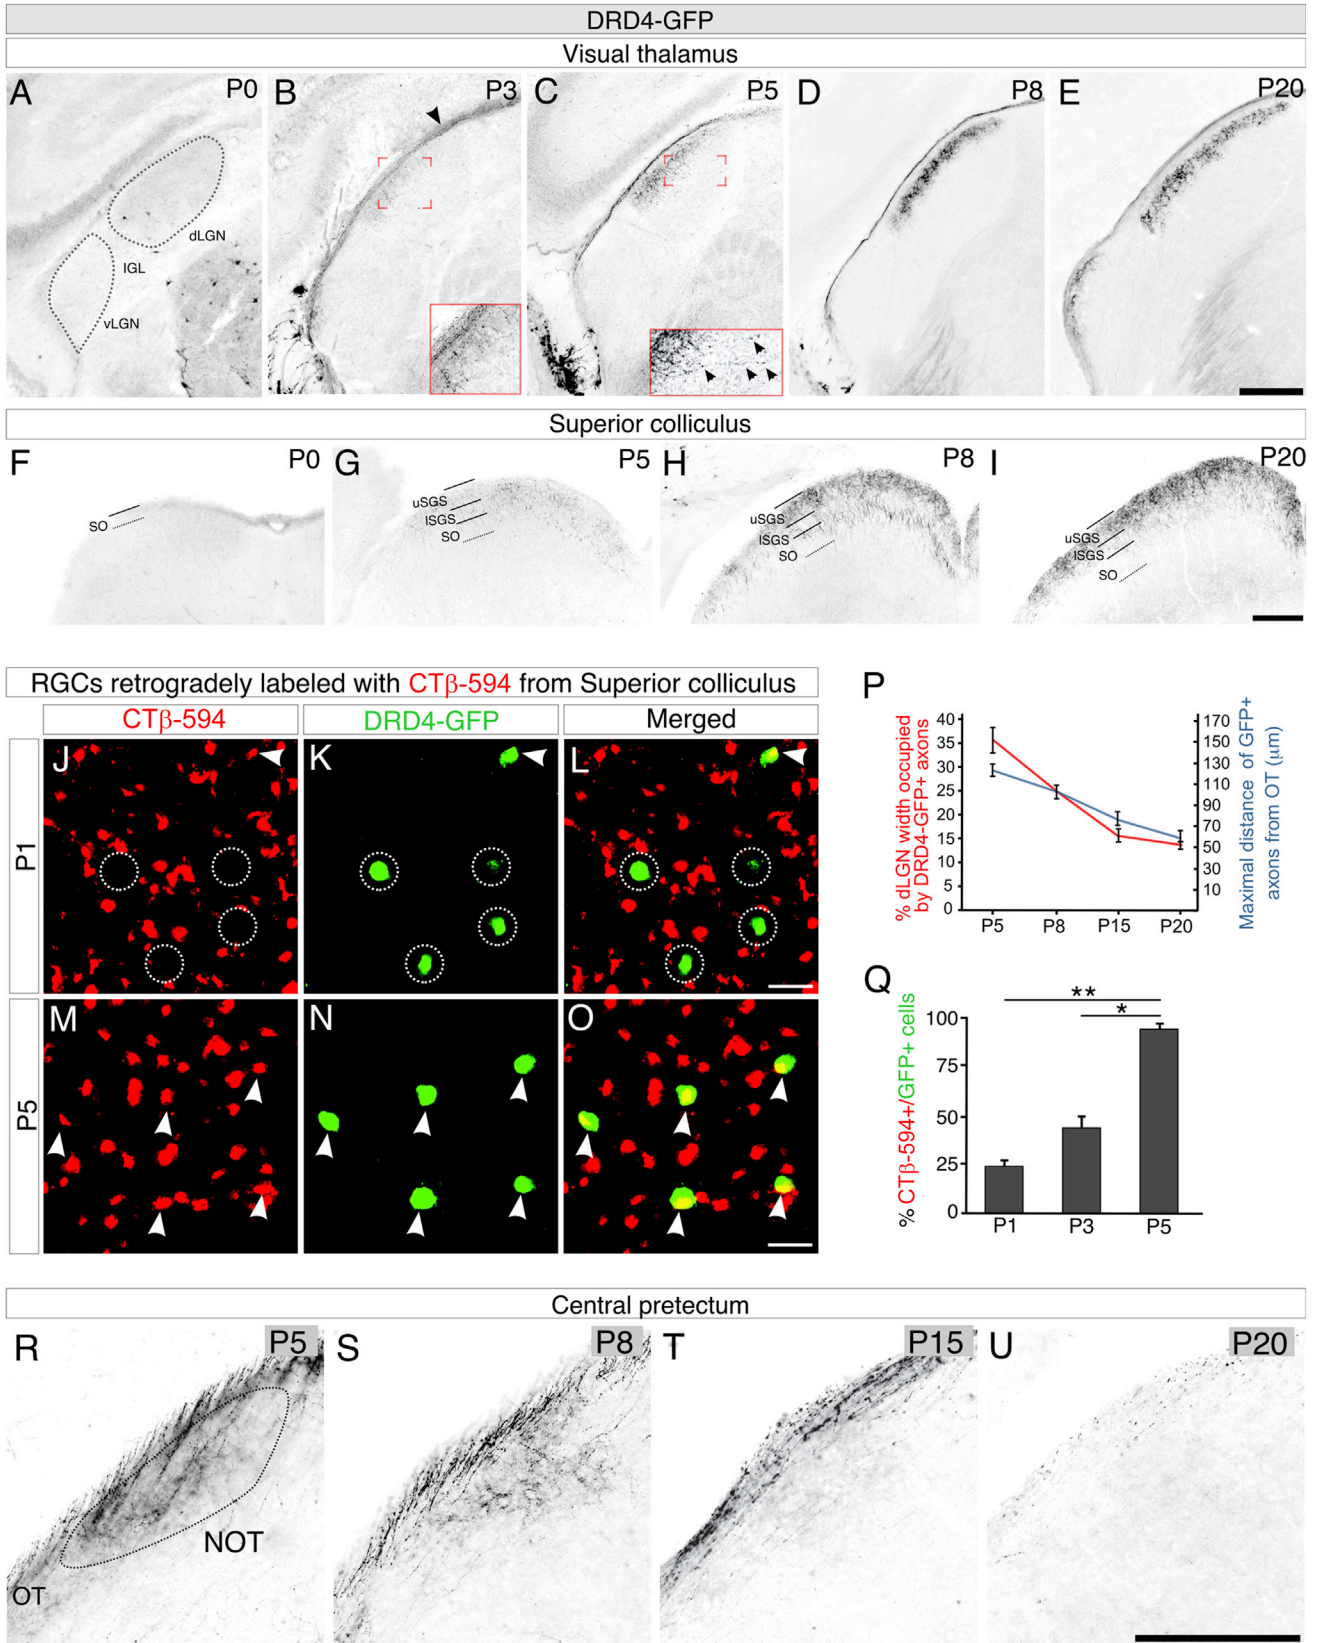 DRD4-GFP
Visual thalamus
A P0 B P3 C P5 D P8 E P20
dLGN
IGL
vLGN
Superior colliculus
F P0 G P5 H P8 I P20
SO
uSGS
lSGS
SO
uSGS
lSGS
SO
uSGS
lSGS
SO
RGCs retrogradely labeled with CTβ-594 from Superior colliculus
CTβ-594 DRD4-GFP Merged
P1
J K L
P5
M N O
P
% dLGN width occupied
by DRD4-GFP+ axons
40
35
30
25
20
15
10
5
0
170
150
130
110
90
70
50
30
10
Maximal distance of GFP+
axons from OT (μm)
P5 P8 P15 P20
Q
% CTβ-594+/GFP+ cells
**
*
100
75
50
25
0
P1 P3 P5
Central pretectum
R P5 S P8 T P15 U P20
NOT
OT